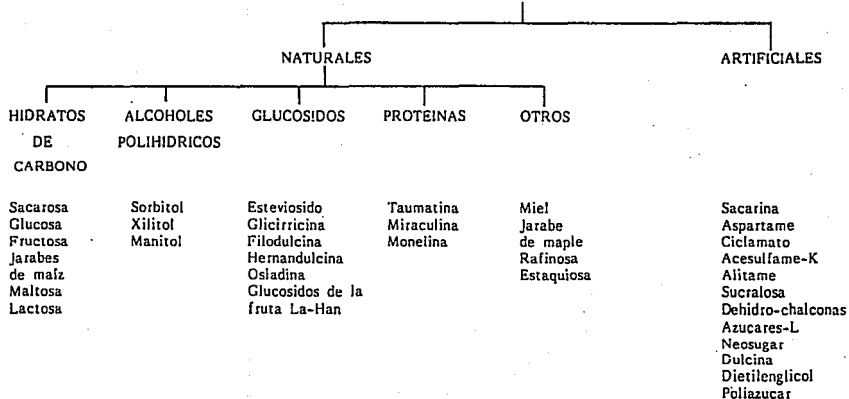 NATURALES
ARTIFICIALES
HIDRATOS
DE
CARBONO
ALCOHOLES
POLIHIDRICOS
GLUCOSIDOS
PROTEINAS
OTROS
Sacarosa
Glucosa
Fructosa
Jarabes
de maíz
Maltosa
Lactosa
Sorbitol
Xilitol
Manitol
Esteviosido
Glicirricina
Filodulcina
Hernandulcina
Osladina
Glucosidos de la
fruta La-Han
Taumatina
Miraculina
Monelina
Miel
Jarabe
de maple
Rafinosa
Estaquiosa
Sacarina
Aspartame
Ciclamato
Acesulfame-K
Alitame
Sucralosa
Dehidro-chalconas
Azucares-L
Neosugar
Dulcina
Dietilenglicol
Poliazucar